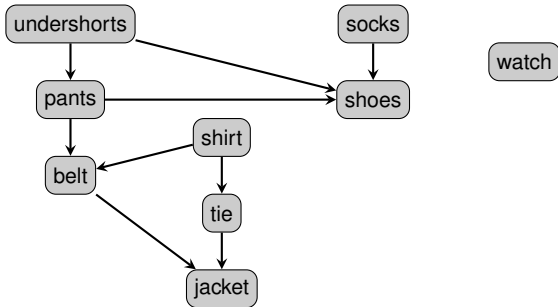 undershorts
socks
watch
pants
shoes
shirt
belt
tie
jacket